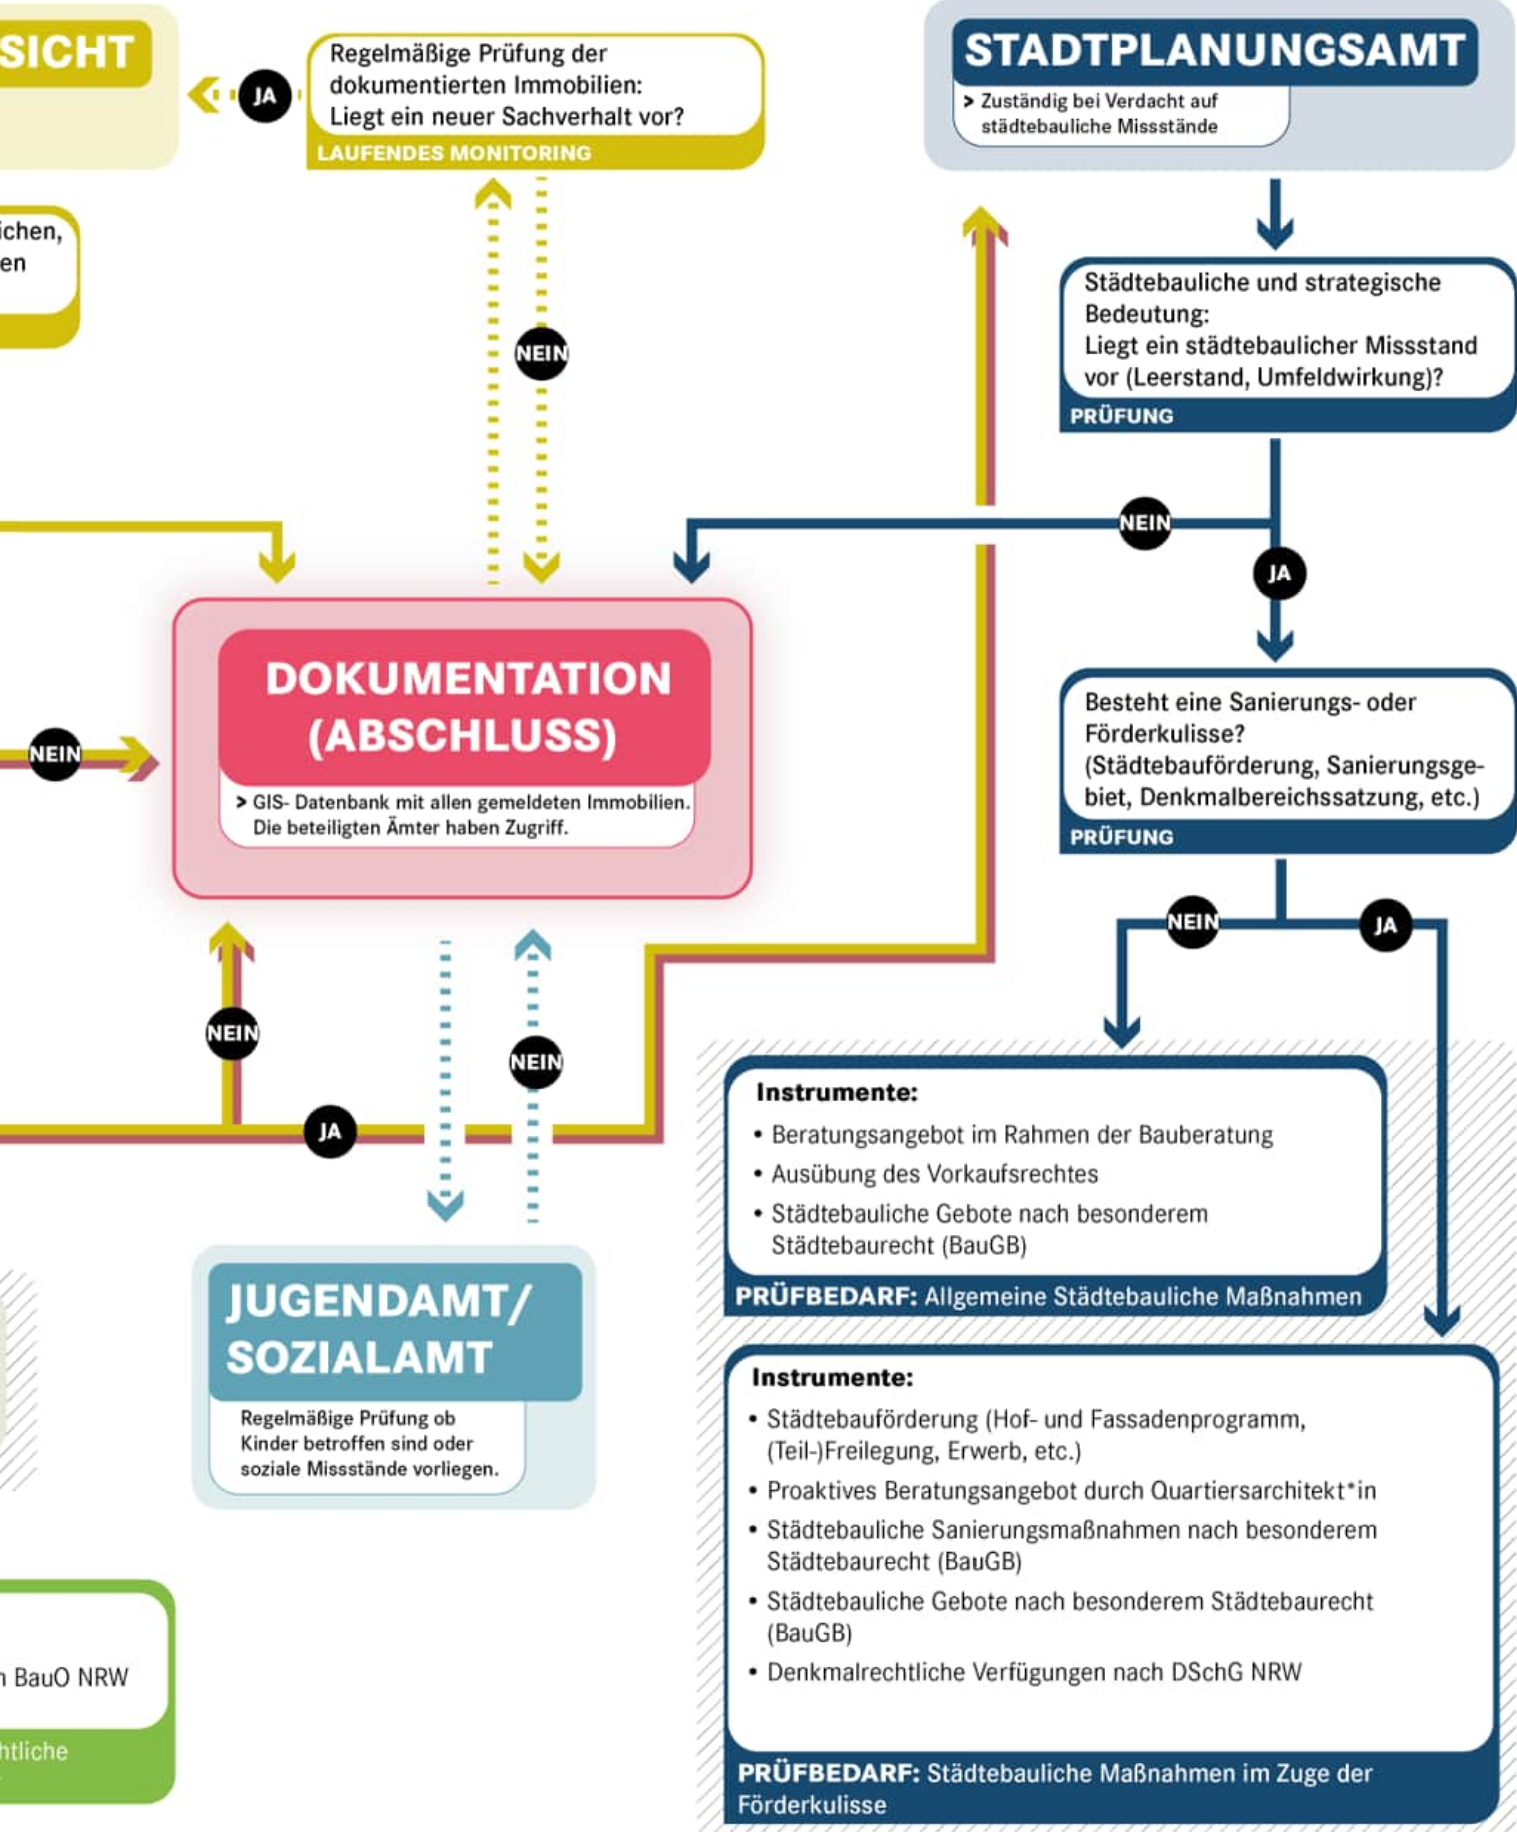 SICHT
JA
Regelmäßige Prüfung der
dokumentierten Immobilien:
Liegt ein neuer Sachverhalt vor?
LAUFENDES MONITORING
STADTPLANUNGSAMT
> Zuständig bei Verdacht auf
städtebauliche Missstände
ichen,
en
NEIN
Städtebauliche und strategische
Bedeutung:
Liegt ein städtebaulicher Missstand
vor (Leerstand, Umfeldwirkung)?
PRÜFUNG
NEIN
JA
DOKUMENTATION
(ABSCHLUSS)
> GIS- Datenbank mit allen gemeldeten Immobilien.
Die beteiligten Ämter haben Zugriff.
NEIN
Besteht eine Sanierungs- oder
Förderkulisse?
(Städtebauförderung, Sanierungsge-
biet, Denkmalbereichssatzung, etc.)
PRÜFUNG
NEIN
JA
NEIN
NEIN
JA
Instrumente:
• Beratungsangebot im Rahmen der Bauberatung
• Ausübung des Vorkaufsrechtes
• Städtebauliche Gebote nach besonderem
Städtebaurecht (BauGB)
PRÜFBEDARF: Allgemeine Städtebauliche Maßnahmen
JUGENDAMT/
SOZIALAMT
Regelmäßige Prüfung ob
Kinder betroffen sind oder
soziale Missstände vorliegen.
Instrumente:
• Städtebauförderung (Hof- und Fassadenprogramm,
(Teil-)Freilegung, Erwerb, etc.)
• Proaktives Beratungsangebot durch Quartiersarchitekt*in
• Städtebauliche Sanierungsmaßnahmen nach besonderem
Städtebaurecht (BauGB)
• Städtebauliche Gebote nach besonderem Städtebaurecht
(BauGB)
• Denkmalrechtliche Verfügungen nach DSchG NRW
PRÜFBEDARF: Städtebauliche Maßnahmen im Zuge der
Förderkulisse
BauO NRW
htliche